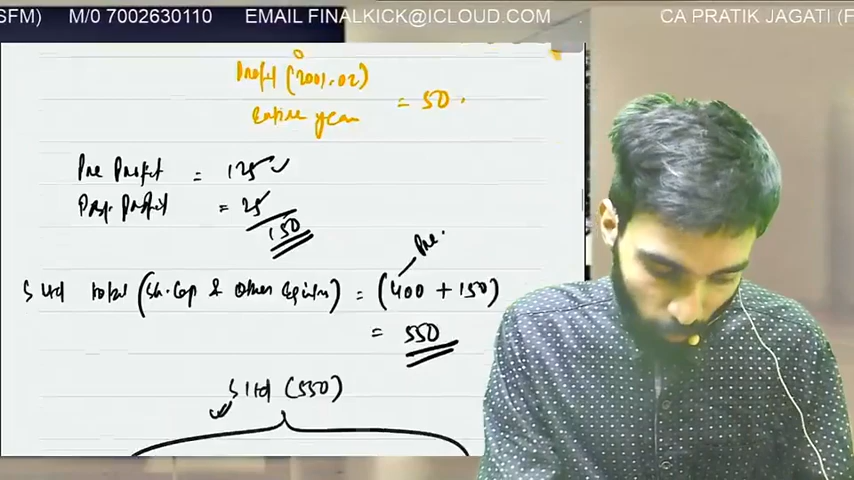 SFM) M/0 7002630110 EMAIL FINALKICK@ICLOUD.COM CA PRATIK JAGATI (F
Profit (2001-02)
Entire year = 50
Pre Profit = 125
Post Profit = 25
150
Pre.
S Ltd total (Sh. Cap & Other Equity) = (400 + 150)
= 550
S Ltd (550)